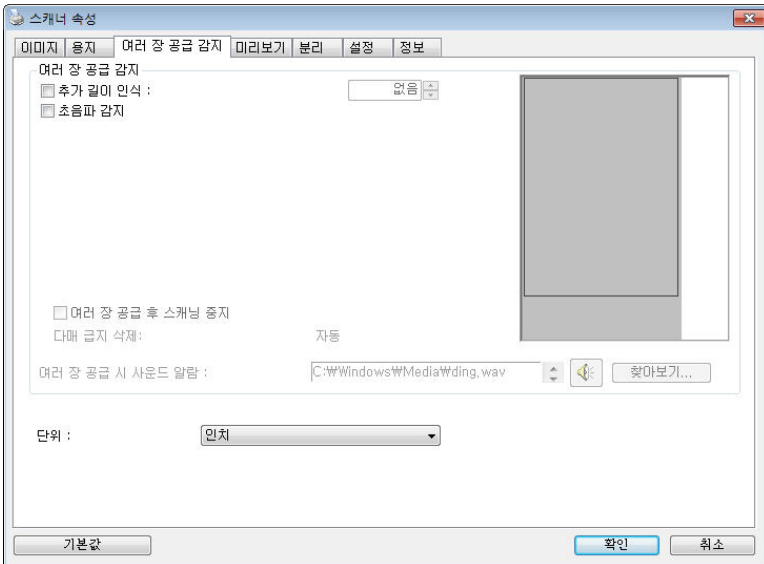 스캐너 속성
이미지 용지 여러 장 공급 감지 미리보기 분리 설정 정보
여러 장 공급 감지
추가 길이 인식 : 없음
초음파 감지
여러 장 공급 후 스캐닝 중지
다매 급지 삭제: 자동
여러 장 공급 시 사운드 알람 : C:₩Windows₩Media₩ding.wav 찾아보기...
단위 : 인치
기본값 확인 취소